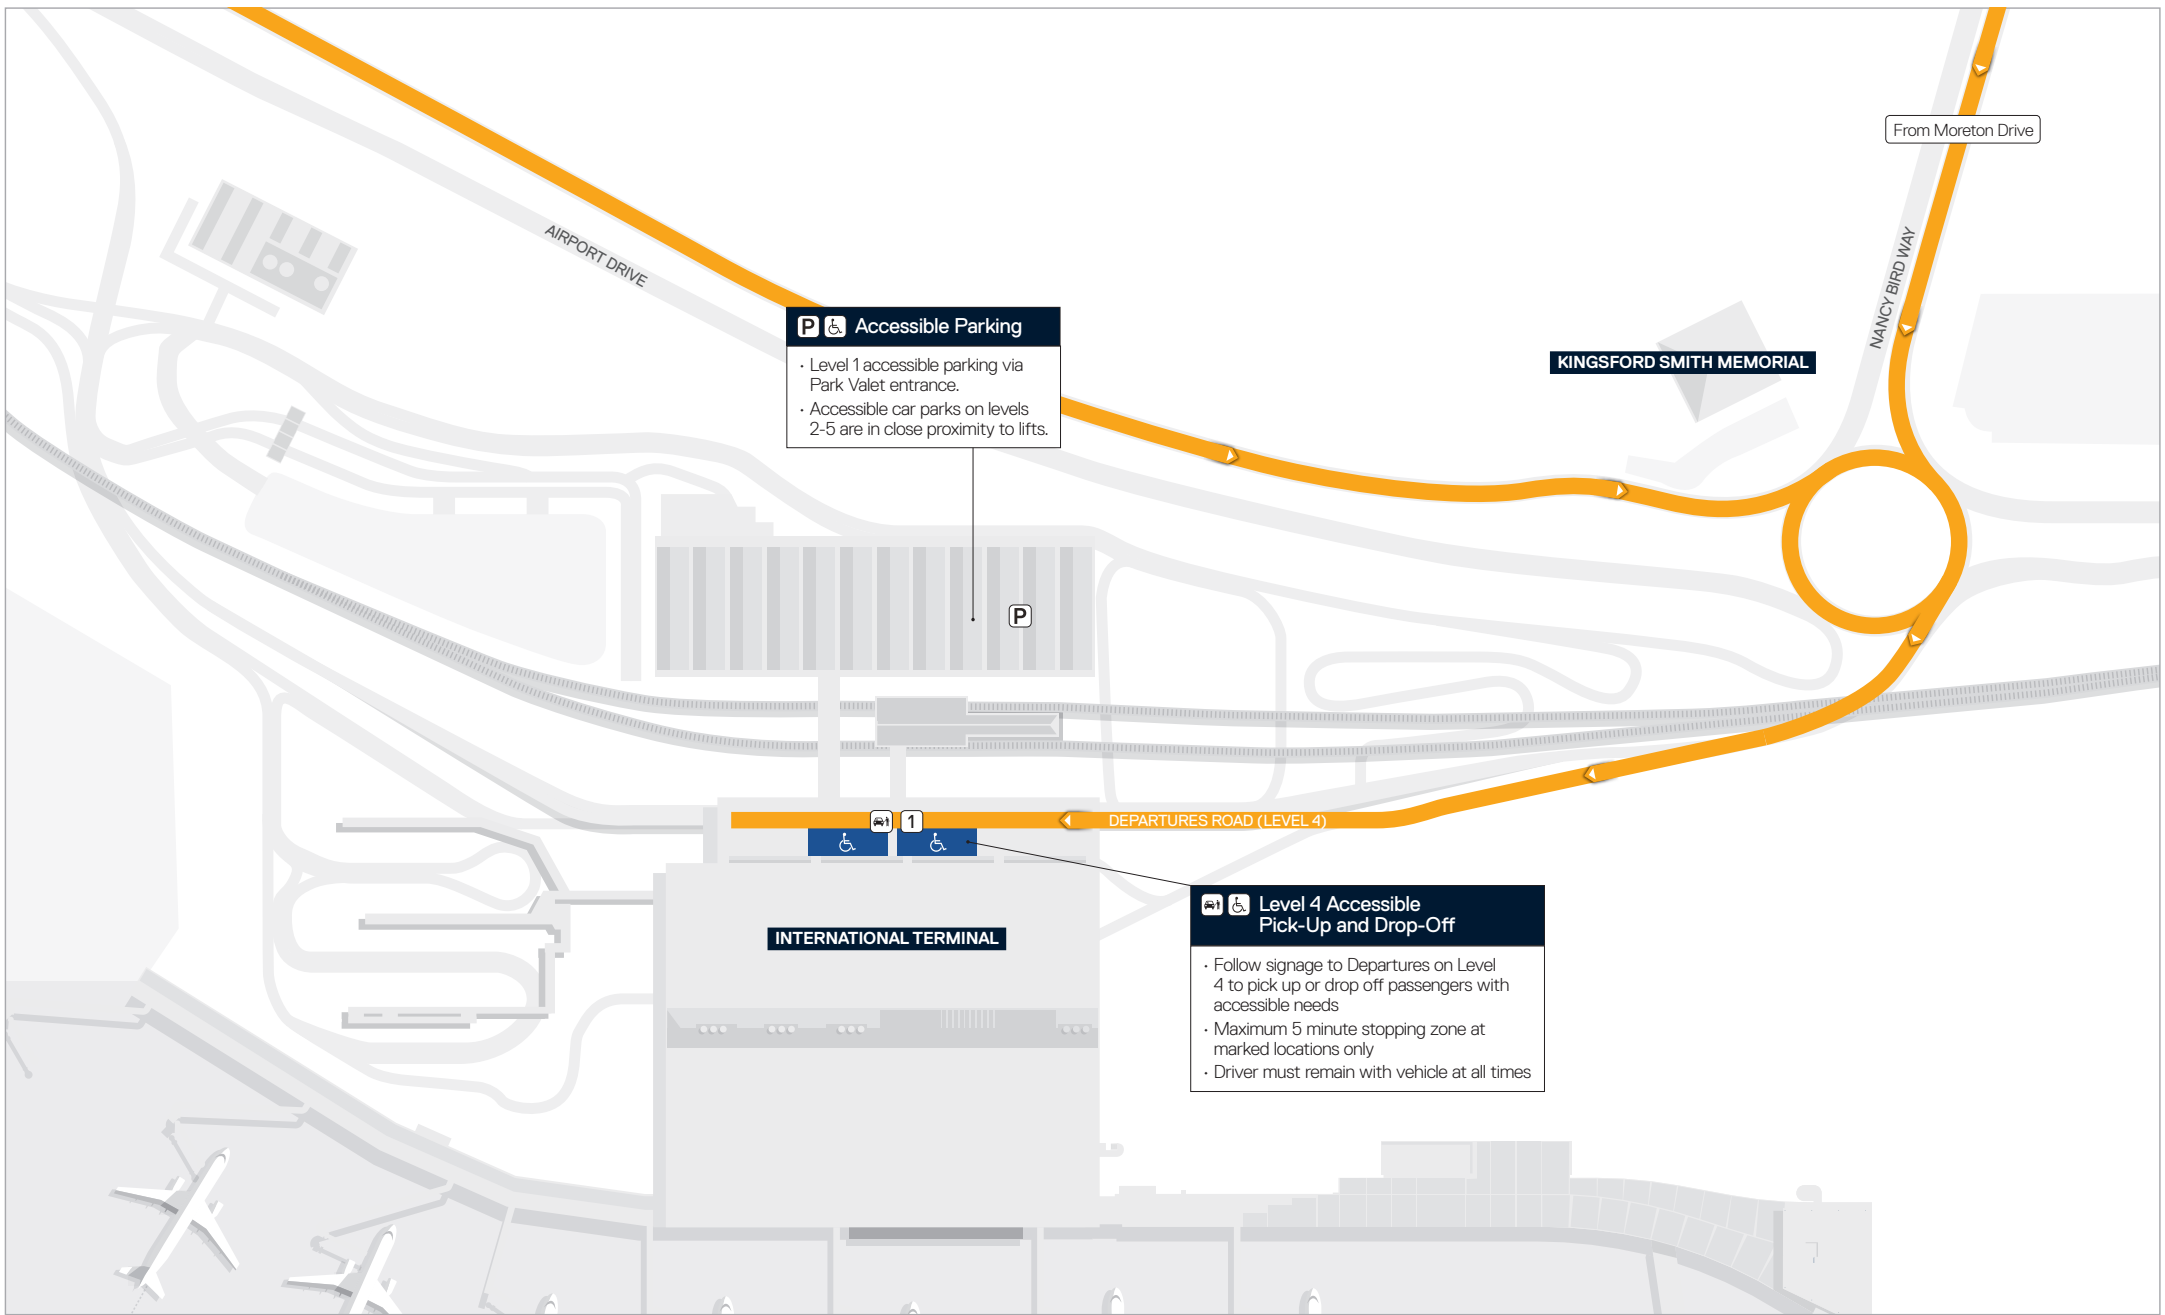 From Moreton Drive
AIRPORT DRIVE
NANCY BIRD WAY
P Accessible Parking
· Level 1 accessible parking via
Park Valet entrance.
· Accessible car parks on levels
2-5 are in close proximity to lifts.
KINGSFORD SMITH MEMORIAL
P
1
DEPARTURES ROAD (LEVEL 4)
INTERNATIONAL TERMINAL
Level 4 Accessible
Pick-Up and Drop-Off
· Follow signage to Departures on Level
4 to pick up or drop off passengers with
accessible needs
· Maximum 5 minute stopping zone at
marked locations only
· Driver must remain with vehicle at all times